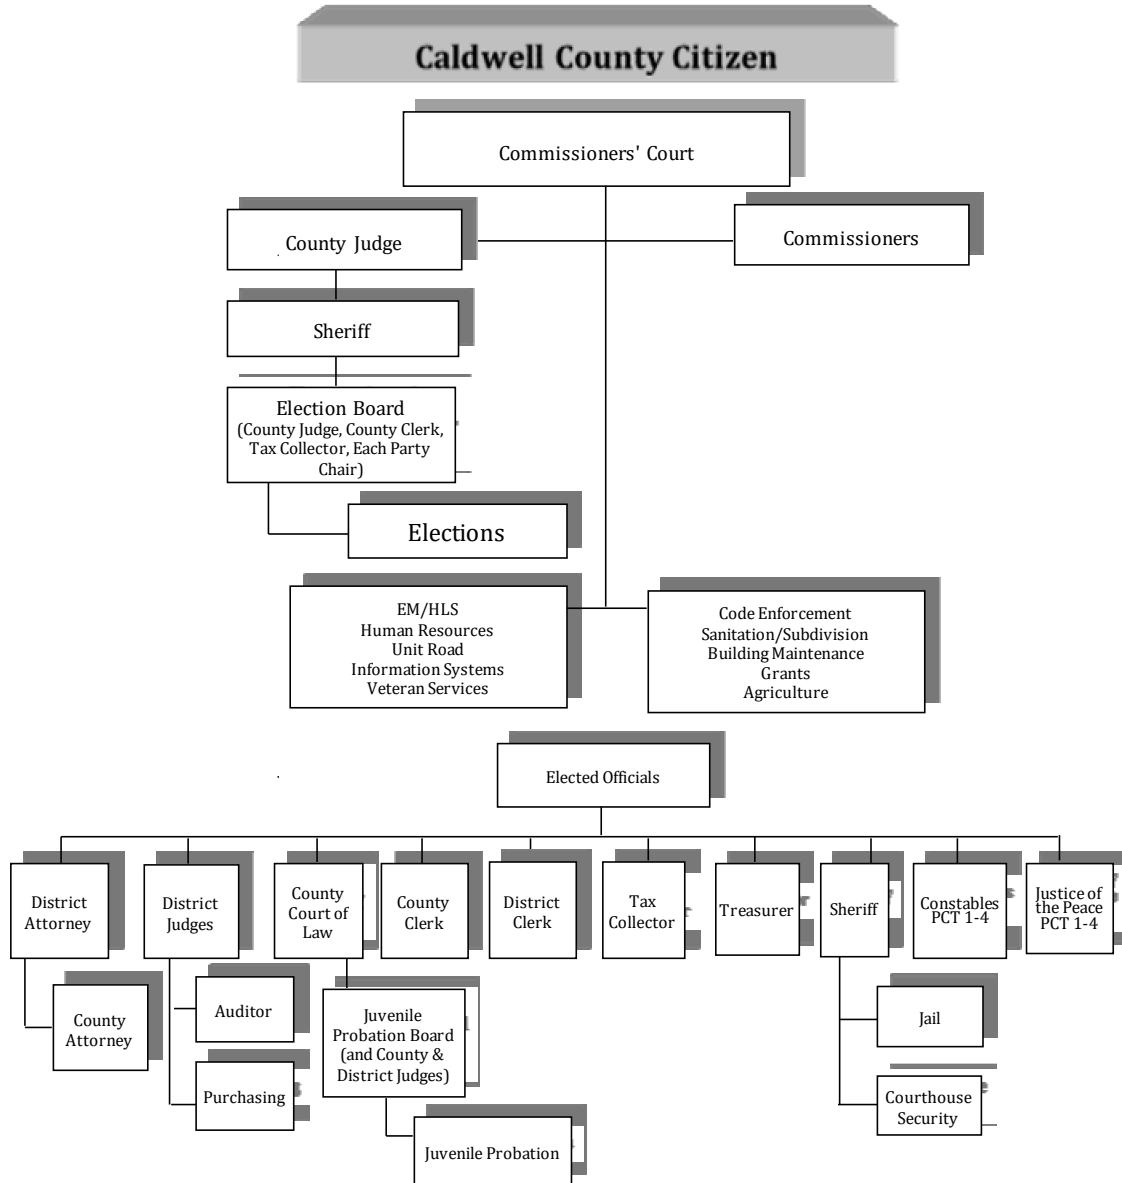 Caldwell County Citizen
Commissioners' Court
County Judge
Commissioners
Sheriff
Election Board
(County Judge, County Clerk,
Tax Collector, Each Party
Chair)
Elections
EM/HLS
Human Resources
Unit Road
Information Systems
Veteran Services
Code Enforcement
Sanitation/Subdivision
Building Maintenance
Grants
Agriculture
Elected Officials
District
Attorney
District
Judges
County
Court of
Law
County
Clerk
District
Clerk
Tax
Collector
Treasurer
Sheriff
Constables
PCT 1-4
Justice of
the Peace
PCT 1-4
County
Attorney
Auditor
Purchasing
Juvenile
Probation Board
(and County &
District Judges)
Juvenile Probation
Jail
Courthouse
Security